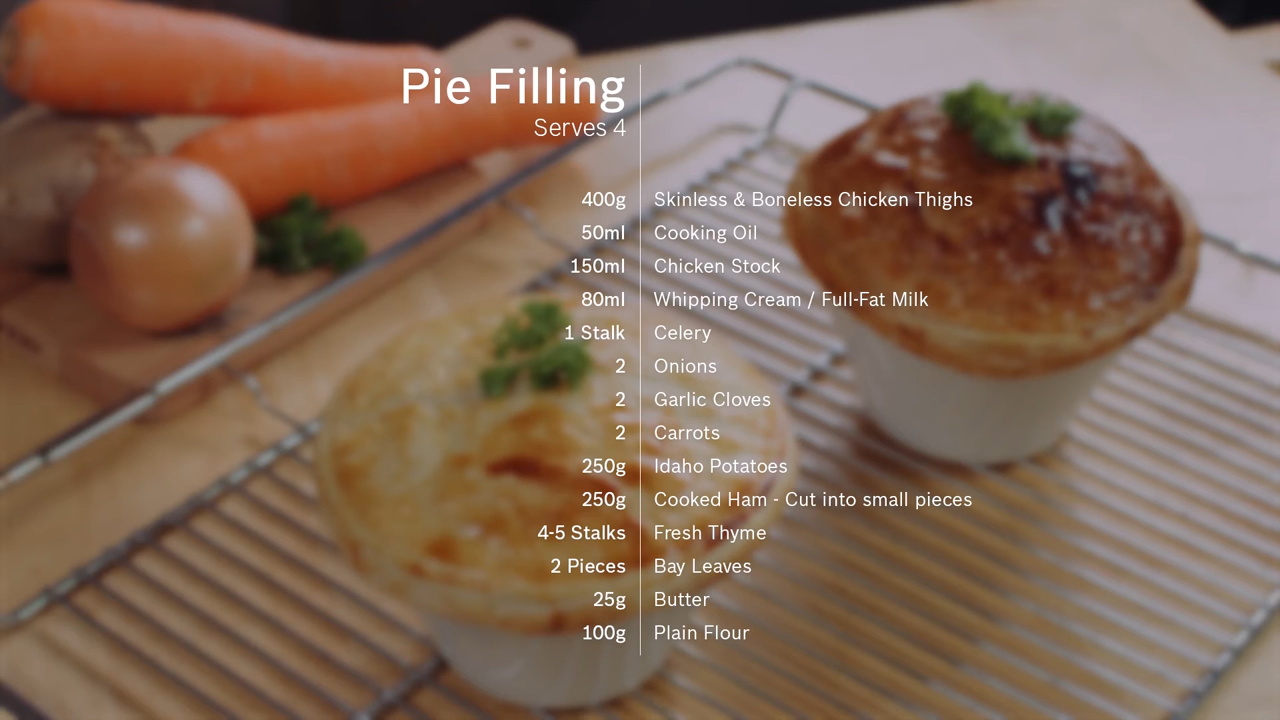 Pie Filling
Serves 4
400g Skinless & Boneless Chicken Thighs
50ml Cooking Oil
150ml Chicken Stock
80ml Whipping Cream / Full-Fat Milk
1 Stalk Celery
2 Onions
2 Garlic Cloves
2 Carrots
250g Idaho Potatoes
250g Cooked Ham - Cut into small pieces
4-5 Stalks Fresh Thyme
2 Pieces Bay Leaves
25g Butter
100g Plain Flour